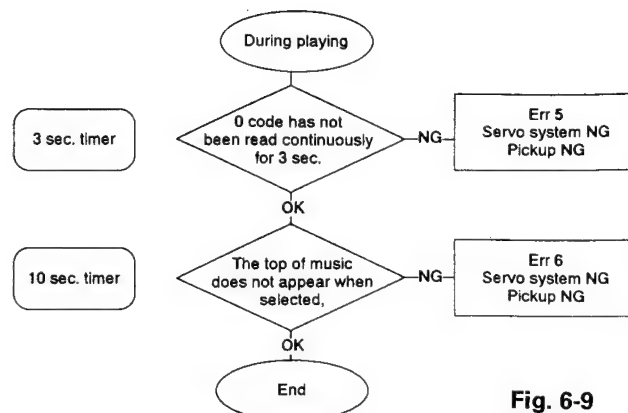 During playing
3 sec. timer
0 code has not
been read continuously
for 3 sec.
NG
Err 5
Servo system NG
Pickup NG
OK
10 sec. timer
The top of music
does not appear when
selected,
NG
Err 6
Servo system NG
Pickup NG
OK
End
Fig. 6-9